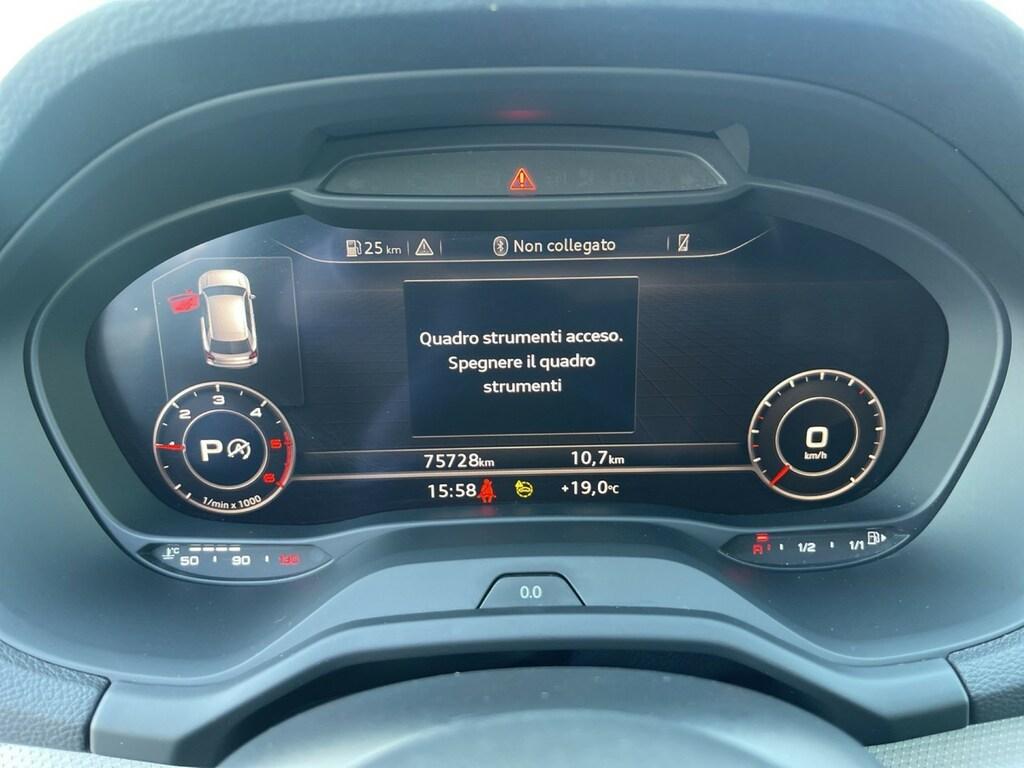 25 km
Non collegato
Quadro strumenti acceso.
Spegnere il quadro
strumenti
1 2 3 4 5 6
P A
1/min x 1000
0
km/h
75728km 10,7km
15:58 +19,0°C
°C 50 90 130
R 1/2 1/1
0.0